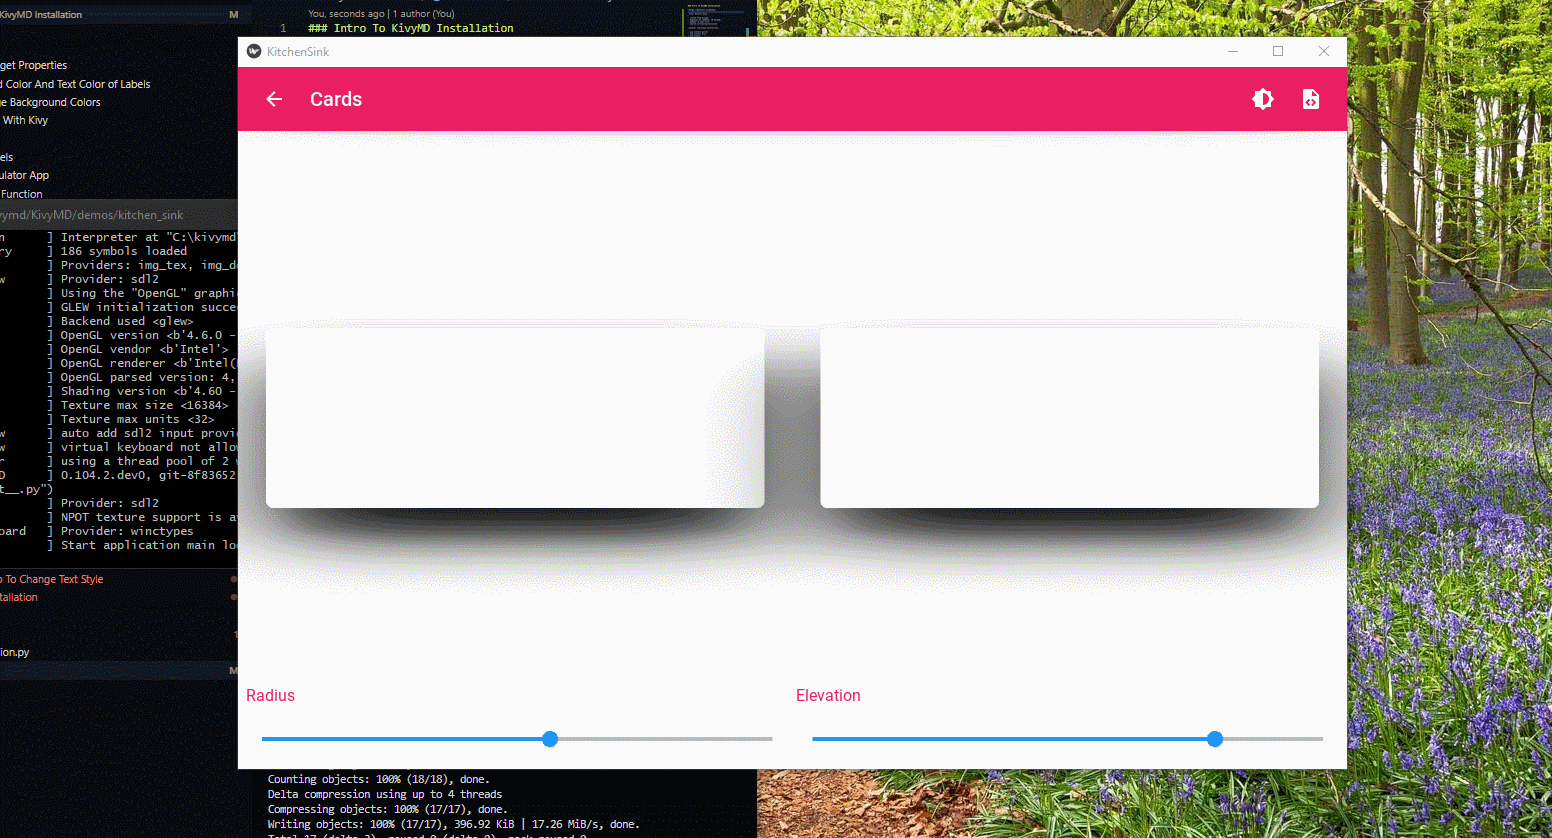 KivyMD Installation M
You, seconds ago | 1 author (You)
1 ### Intro To KivyMD Installation
KitchenSink
get Properties
Color And Text Color of Labels
Background Colors
With Kivy
els
ulator App
Function
Cards
ymd/KivyMD/demos/kitchen_sink
n ] Interpreter at "C:\kivymd
ry ] 186 symbols loaded
] Providers: img_tex, img_d
w ] Provider: sdl2
] Using the "OpenGL" graphi
] GLEW initialization succe
] Backend used <glew>
] OpenGL version <b'4.6.0 -
] OpenGL vendor <b'Intel'>
] OpenGL renderer <b'Intel(
] OpenGL parsed version: 4,
] Shading version <b'4.60 -
] Texture max size <16384>
] Texture max units <32>
w ] auto add sdl2 input provi
w ] virtual keyboard not allo
r ] using a thread pool of 2
D ] 0.104.2.dev0, git-8f83652
t__.py")
] Provider: sdl2
] NPOT texture support is a
oard ] Provider: winctypes
] Start application main lo
To Change Text Style
tallation
ion.py
M
Radius
Elevation
Counting objects: 100% (18/18), done.
Delta compression using up to 4 threads
Compressing objects: 100% (17/17), done.
Writing objects: 100% (17/17), 396.92 KiB | 17.26 MiB/s, done.